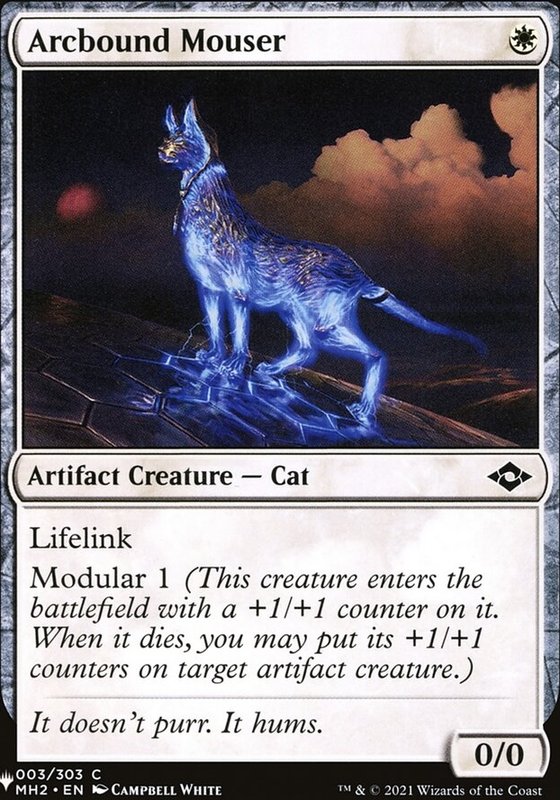 Arcbound Mouser
Artifact Creature — Cat
Lifelink
Modular 1 (This creature enters the
battlefield with a +1/+1 counter on it.
When it dies, you may put its +1/+1
counters on target artifact creature.)
It doesn't purr. It hums.
0/0
003/303 C
MH2 • EN Campbell White
™ & © 2021 Wizards of the Coast